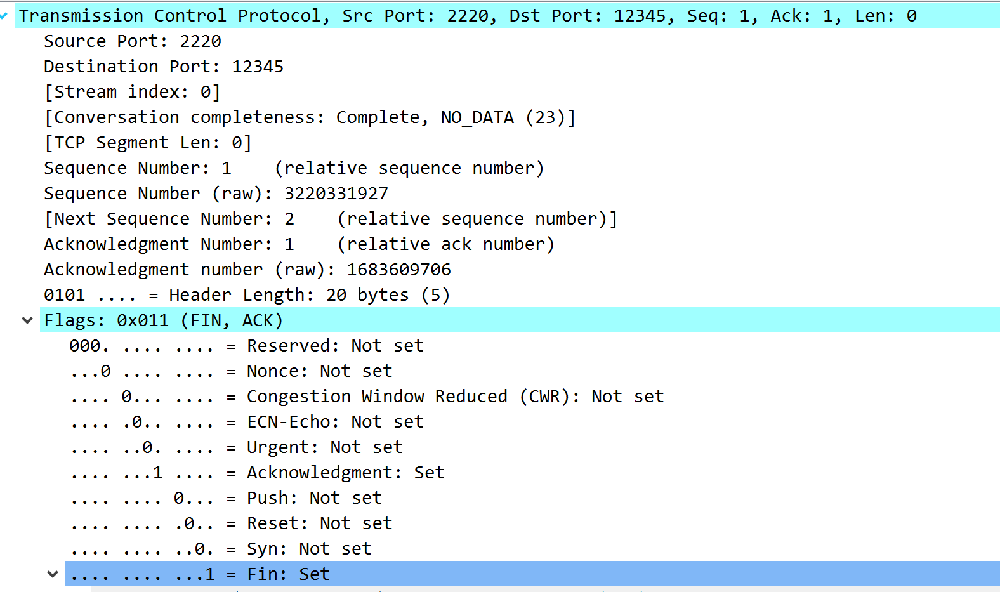 Transmission Control Protocol, Src Port: 2220, Dst Port: 12345, Seq: 1, Ack: 1, Len: 0
Source Port: 2220
Destination Port: 12345
[Stream index: 0]
[Conversation completeness: Complete, NO_DATA (23)]
[TCP Segment Len: 0]
Sequence Number: 1    (relative sequence number)
Sequence Number (raw): 3220331927
[Next Sequence Number: 2    (relative sequence number)]
Acknowledgment Number: 1    (relative ack number)
Acknowledgment number (raw): 1683609706
0101 .... = Header Length: 20 bytes (5)
Flags: 0x011 (FIN, ACK)
000. .... .... = Reserved: Not set
...0 .... .... = Nonce: Not set
.... 0... .... = Congestion Window Reduced (CWR): Not set
.... .0.. .... = ECN-Echo: Not set
.... ..0. .... = Urgent: Not set
.... ...1 .... = Acknowledgment: Set
.... .... 0... = Push: Not set
.... .... .0.. = Reset: Not set
.... .... ..0. = Syn: Not set
.... .... ...1 = Fin: Set